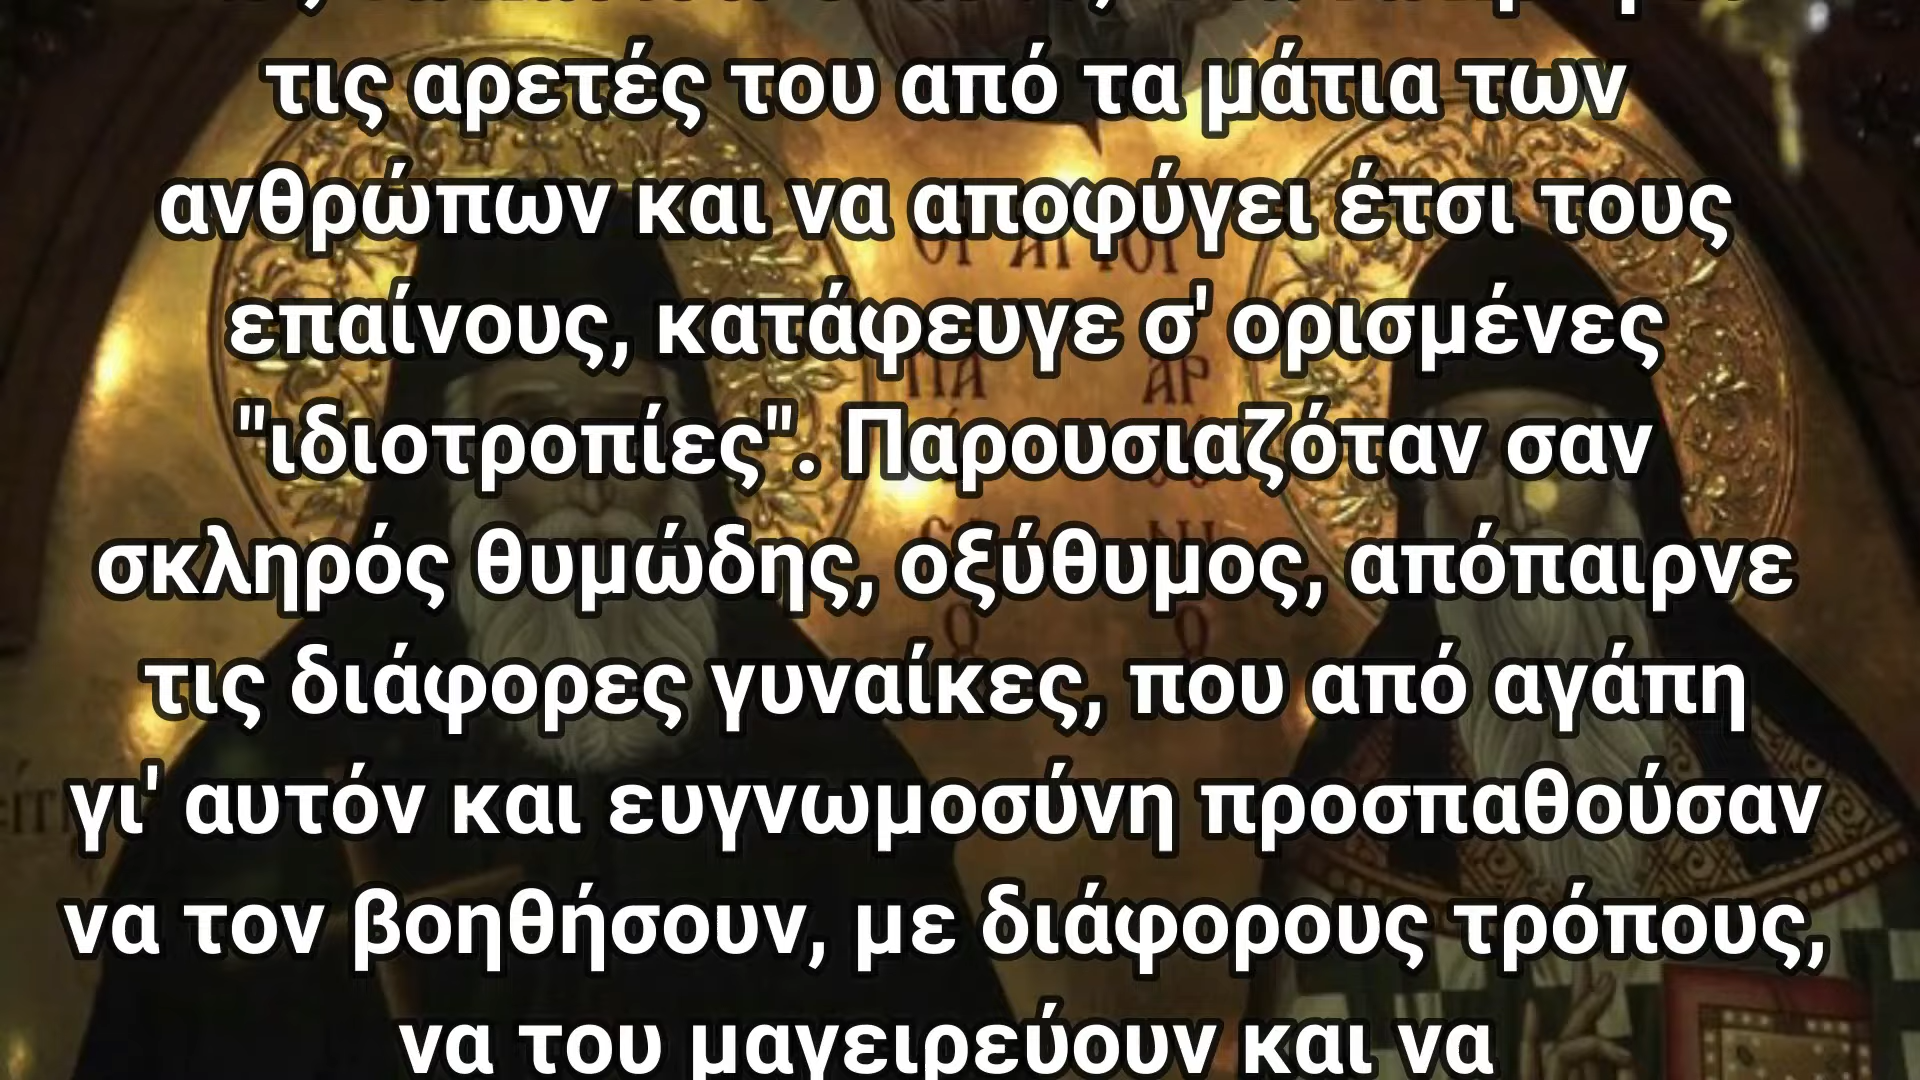 τις αρετές του από τα μάτια των
ανθρώπων και να αποφύγει έτσι τους
επαίνους, κατάφευγε σ' ορισμένες
"ιδιοτροπίες". Παρουσιαζόταν σαν
σκληρός θυμώδης, οξύθυμος, απόπαιρνε
τις διάφορες γυναίκες, που από αγάπη
γι' αυτόν και ευγνωμοσύνη προσπαθούσαν
να τον βοηθήσουν, με διάφορους τρόπους,
να του μαγειρεύουν και να